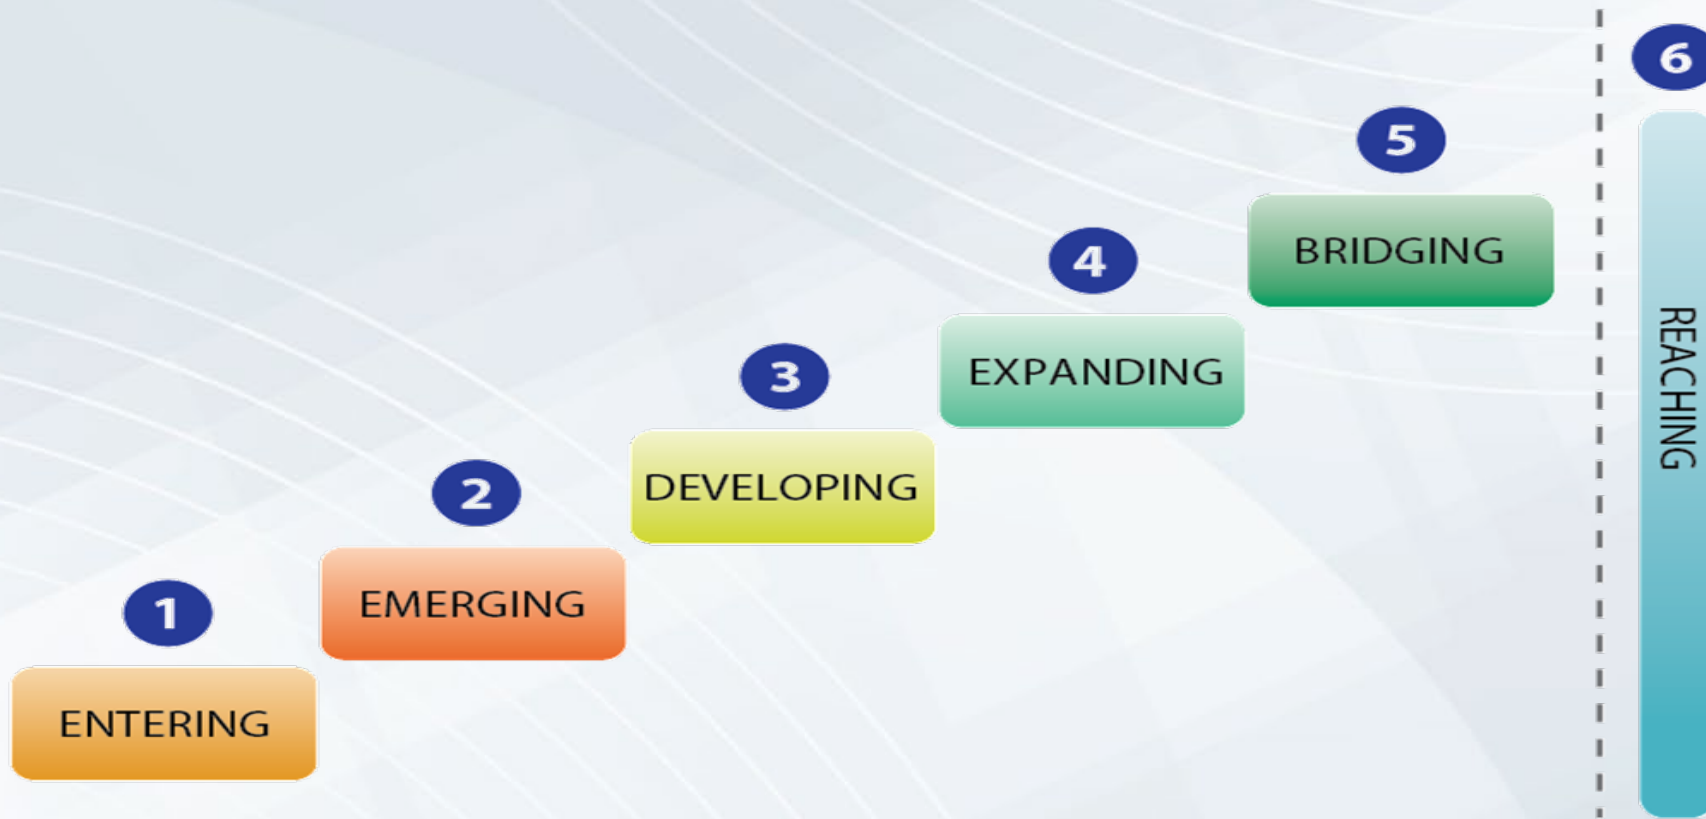 1
ENTERING
2
EMERGING
3
DEVELOPING
4
EXPANDING
5
BRIDGING
6
REACHING